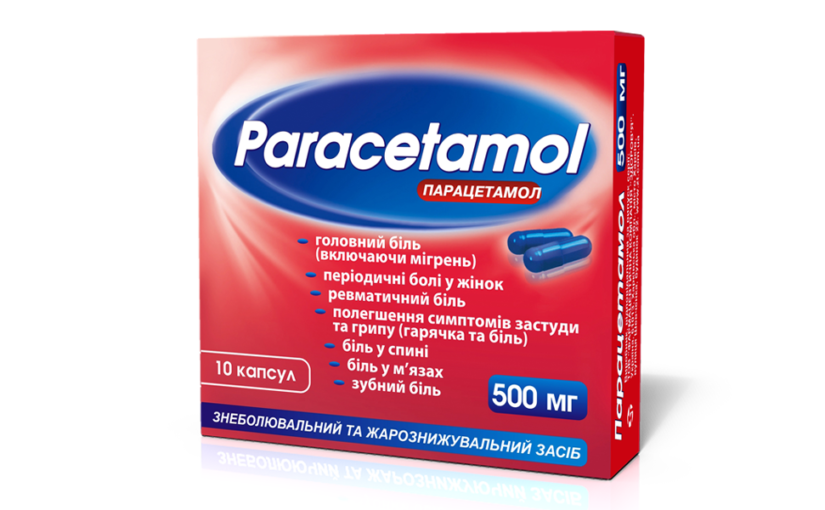 Paracetamol
ПАРАЦЕТАМОЛ
головний біль
(включаючи мігрень)
періодичні болі у жінок
ревматичний біль
полегшення симптомів застуди
та грипу (гарячка та біль)
біль у спині
біль у м'язах
зубний біль
10 капсул
500 мг
ЗНЕБОЛЮВАЛЬНИЙ ТА ЖАРОЗНИЖУВАЛЬНИЙ ЗАСІБ
Парацетамол 500 мг